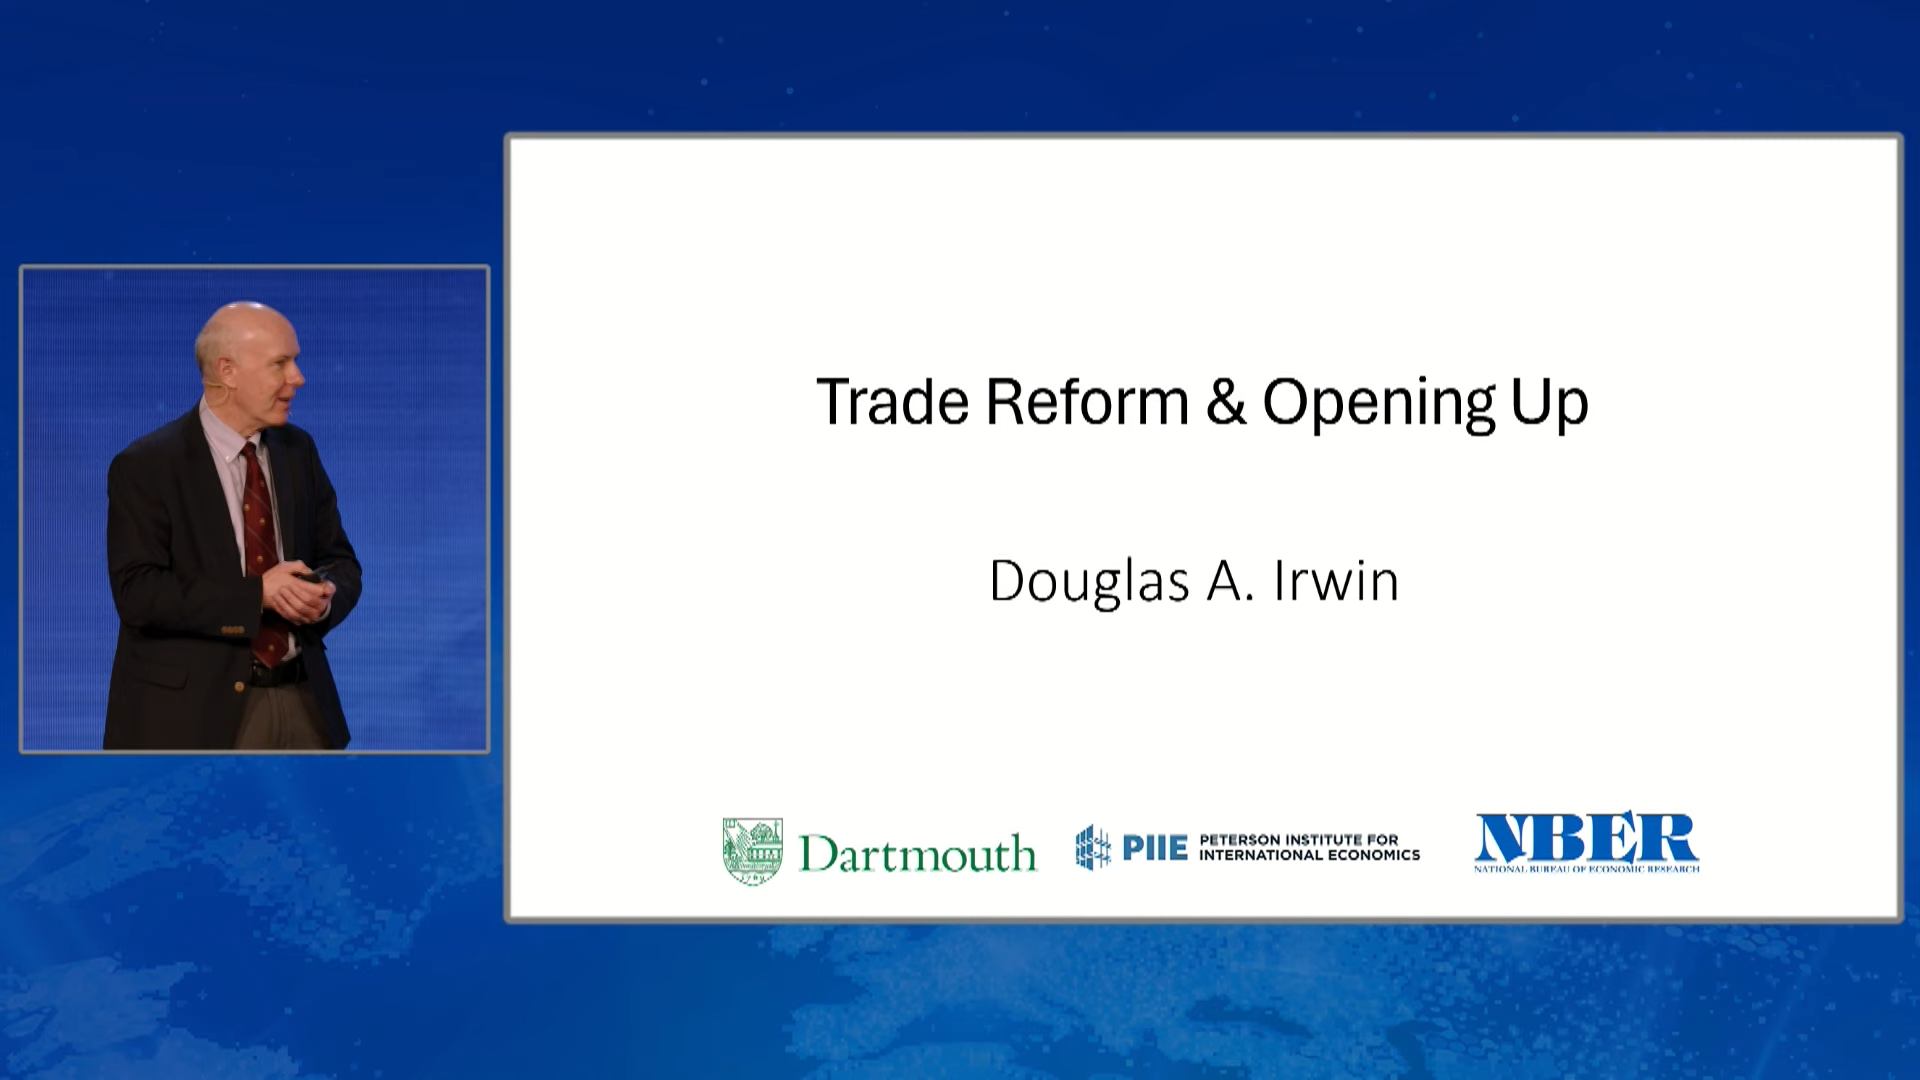 Trade Reform & Opening Up
Douglas A. Irwin
1769
Dartmouth
PIIE
PETERSON INSTITUTE FOR
INTERNATIONAL ECONOMICS
NBER
NATIONAL BUREAU OF ECONOMIC RESEARCH